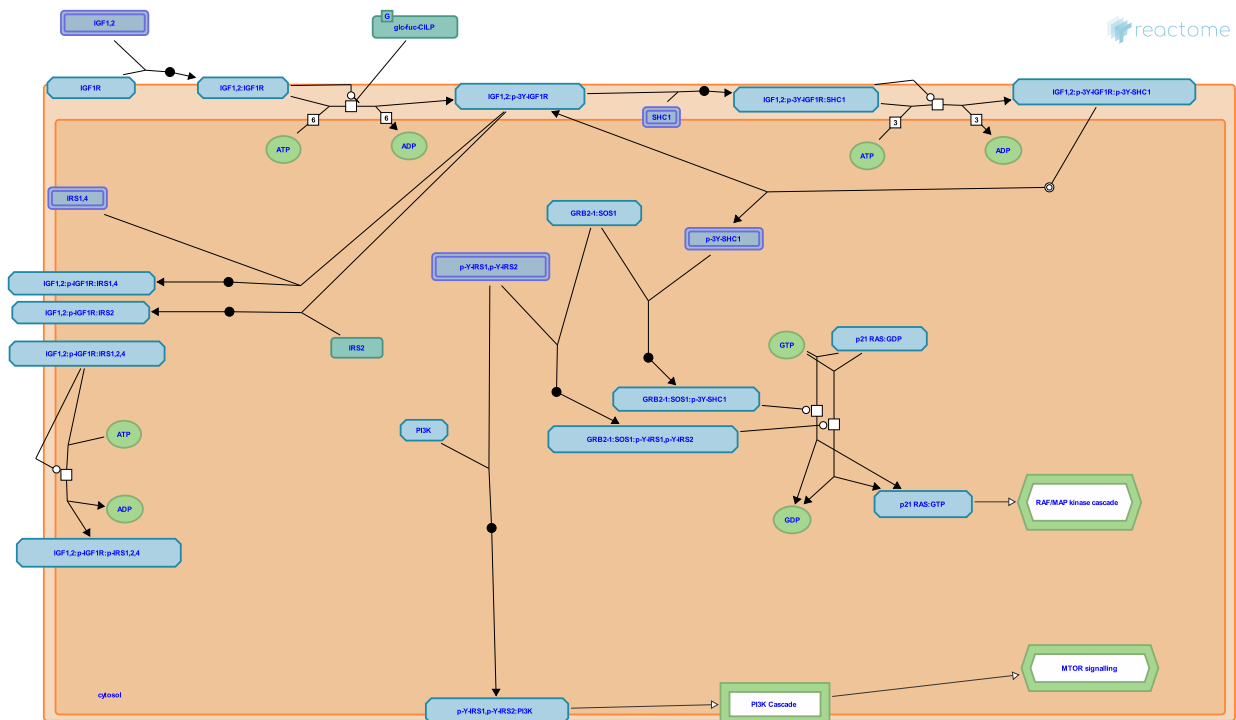 IGF1,2
G
glc-fuc-CILP
reactome
IGF1R
IGF1,2:IGF1R
IGF1,2:p-3Y-IGF1R
IGF1,2:p-3Y-IGF1R:SHC1
IGF1,2:p-3Y-IGF1R:p-3Y-SHC1
SHC1
6
6
3
3
ATP
ADP
ATP
ADP
IRS1,4
GRB2-1:SOS1
p-3Y-SHC1
p-Y-IRS1,p-Y-IRS2
IGF1,2:p-IGF1R:IRS1,4
IGF1,2:p-IGF1R:IRS2
IGF1,2:p-IGF1R:IRS1,2,4
IRS2
GTP
p21 RAS:GDP
GRB2-1:SOS1:p-3Y-SHC1
ATP
PI3K
GRB2-1:SOS1:p-Y-IRS1,p-Y-IRS2
ADP
GDP
p21 RAS:GTP
RAF/MAP kinase cascade
IGF1,2:p-IGF1R:p-IRS1,2,4
MTOR signalling
cytosol
p-Y-IRS1,p-Y-IRS2:PI3K
PI3K Cascade